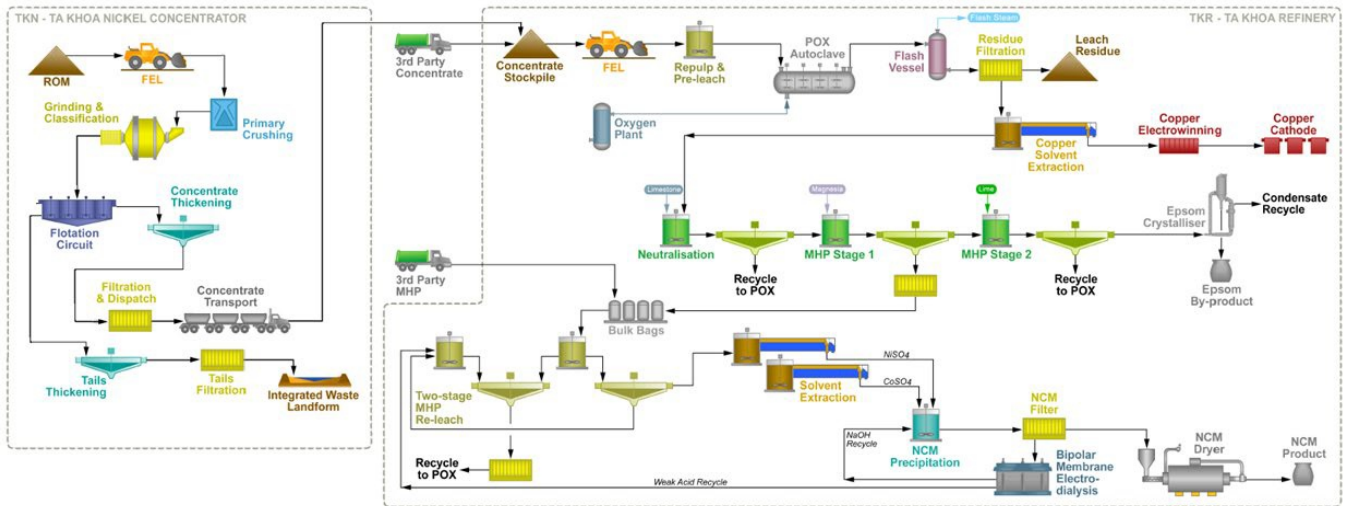 TKN - TA KHOA NICKEL CONCENTRATOR
ROM
FEL
Grinding &
Classification
Primary
Crushing
Concentrate
Thickening
Flotation
Circuit
Filtration
& Dispatch
Concentrate
Transport
Tails
Thickening
Tails
Filtration
Integrated Waste
Landform
TKR - TA KHOA REFINERY
3rd Party
Concentrate
Concentrate
Stockpile
FEL
Repulp &
Pre-leach
POX
Autoclave
Oxygen
Plant
Flash Steam
Flash
Vessel
Residue
Filtration
Leach
Residue
Copper
Solvent
Extraction
Copper
Electrowinning
Copper
Cathode
Limestone
Neutralisation
Recycle
to POX
Magnesia
MHP Stage 1
Lime
MHP Stage 2
Recycle
to POX
Epsom
Crystalliser
Condensate
Recycle
Epsom
By-product
3rd Party
MHP
Bulk Bags
Two-stage
MHP
Re-leach
Recycle
to POX
Solvent
Extraction
NiSO4
CoSO4
NaOH
Recycle
NCM
Precipitation
NCM
Filter
Bipolar
Membrane
Electro-
dialysis
Weak Acid Recycle
NCM
Dryer
NCM
Product